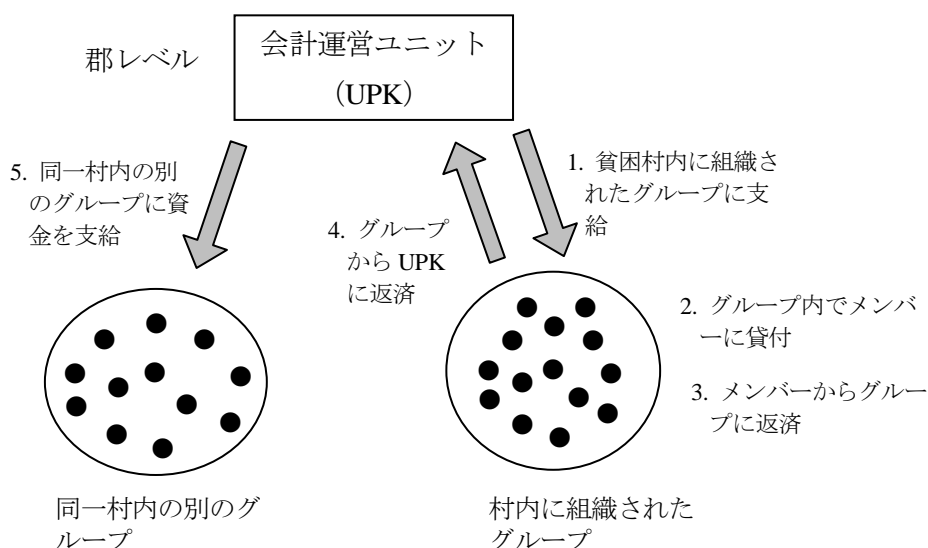 郡レベル
会計運営ユニット
（UPK）
5. 同一村内の別
のグループに資
金を支給
4. グループ
から UPK
に返済
1. 貧困村内に組織さ
れたグループに支
給
2. グループ内でメンバ
ーに貸付
3. メンバーからグルー
プに返済
同一村内の別のグ
ループ
村内に組織された
グループ